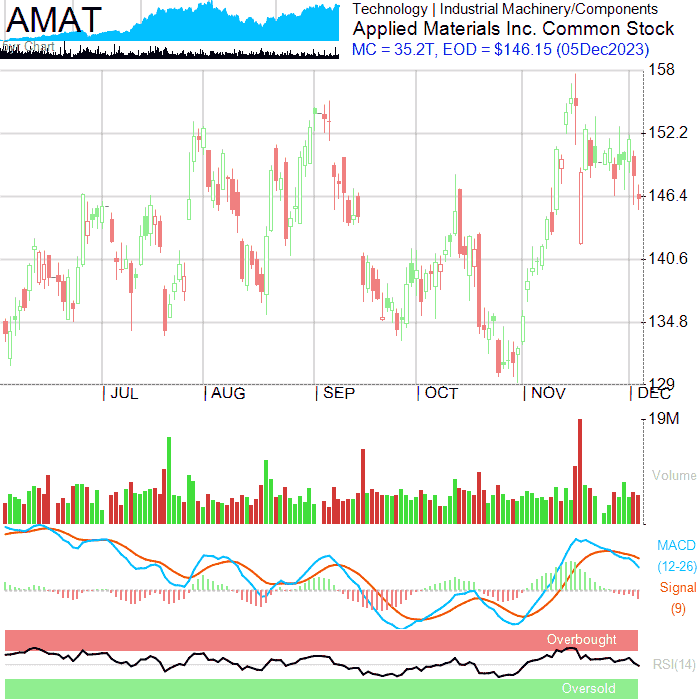 AMAT
Technology | Industrial Machinery/Components
Applied Materials Inc. Common Stock
MC = 35.2T, EOD = $146.15 (05Dec2023)
Chart
158
152.2
146.4
140.6
134.8
129
JUL AUG SEP OCT NOV DEC
19M
Volume
MACD
(12-26)
Signal
(9)
Overbought
RSI(14)
Oversold